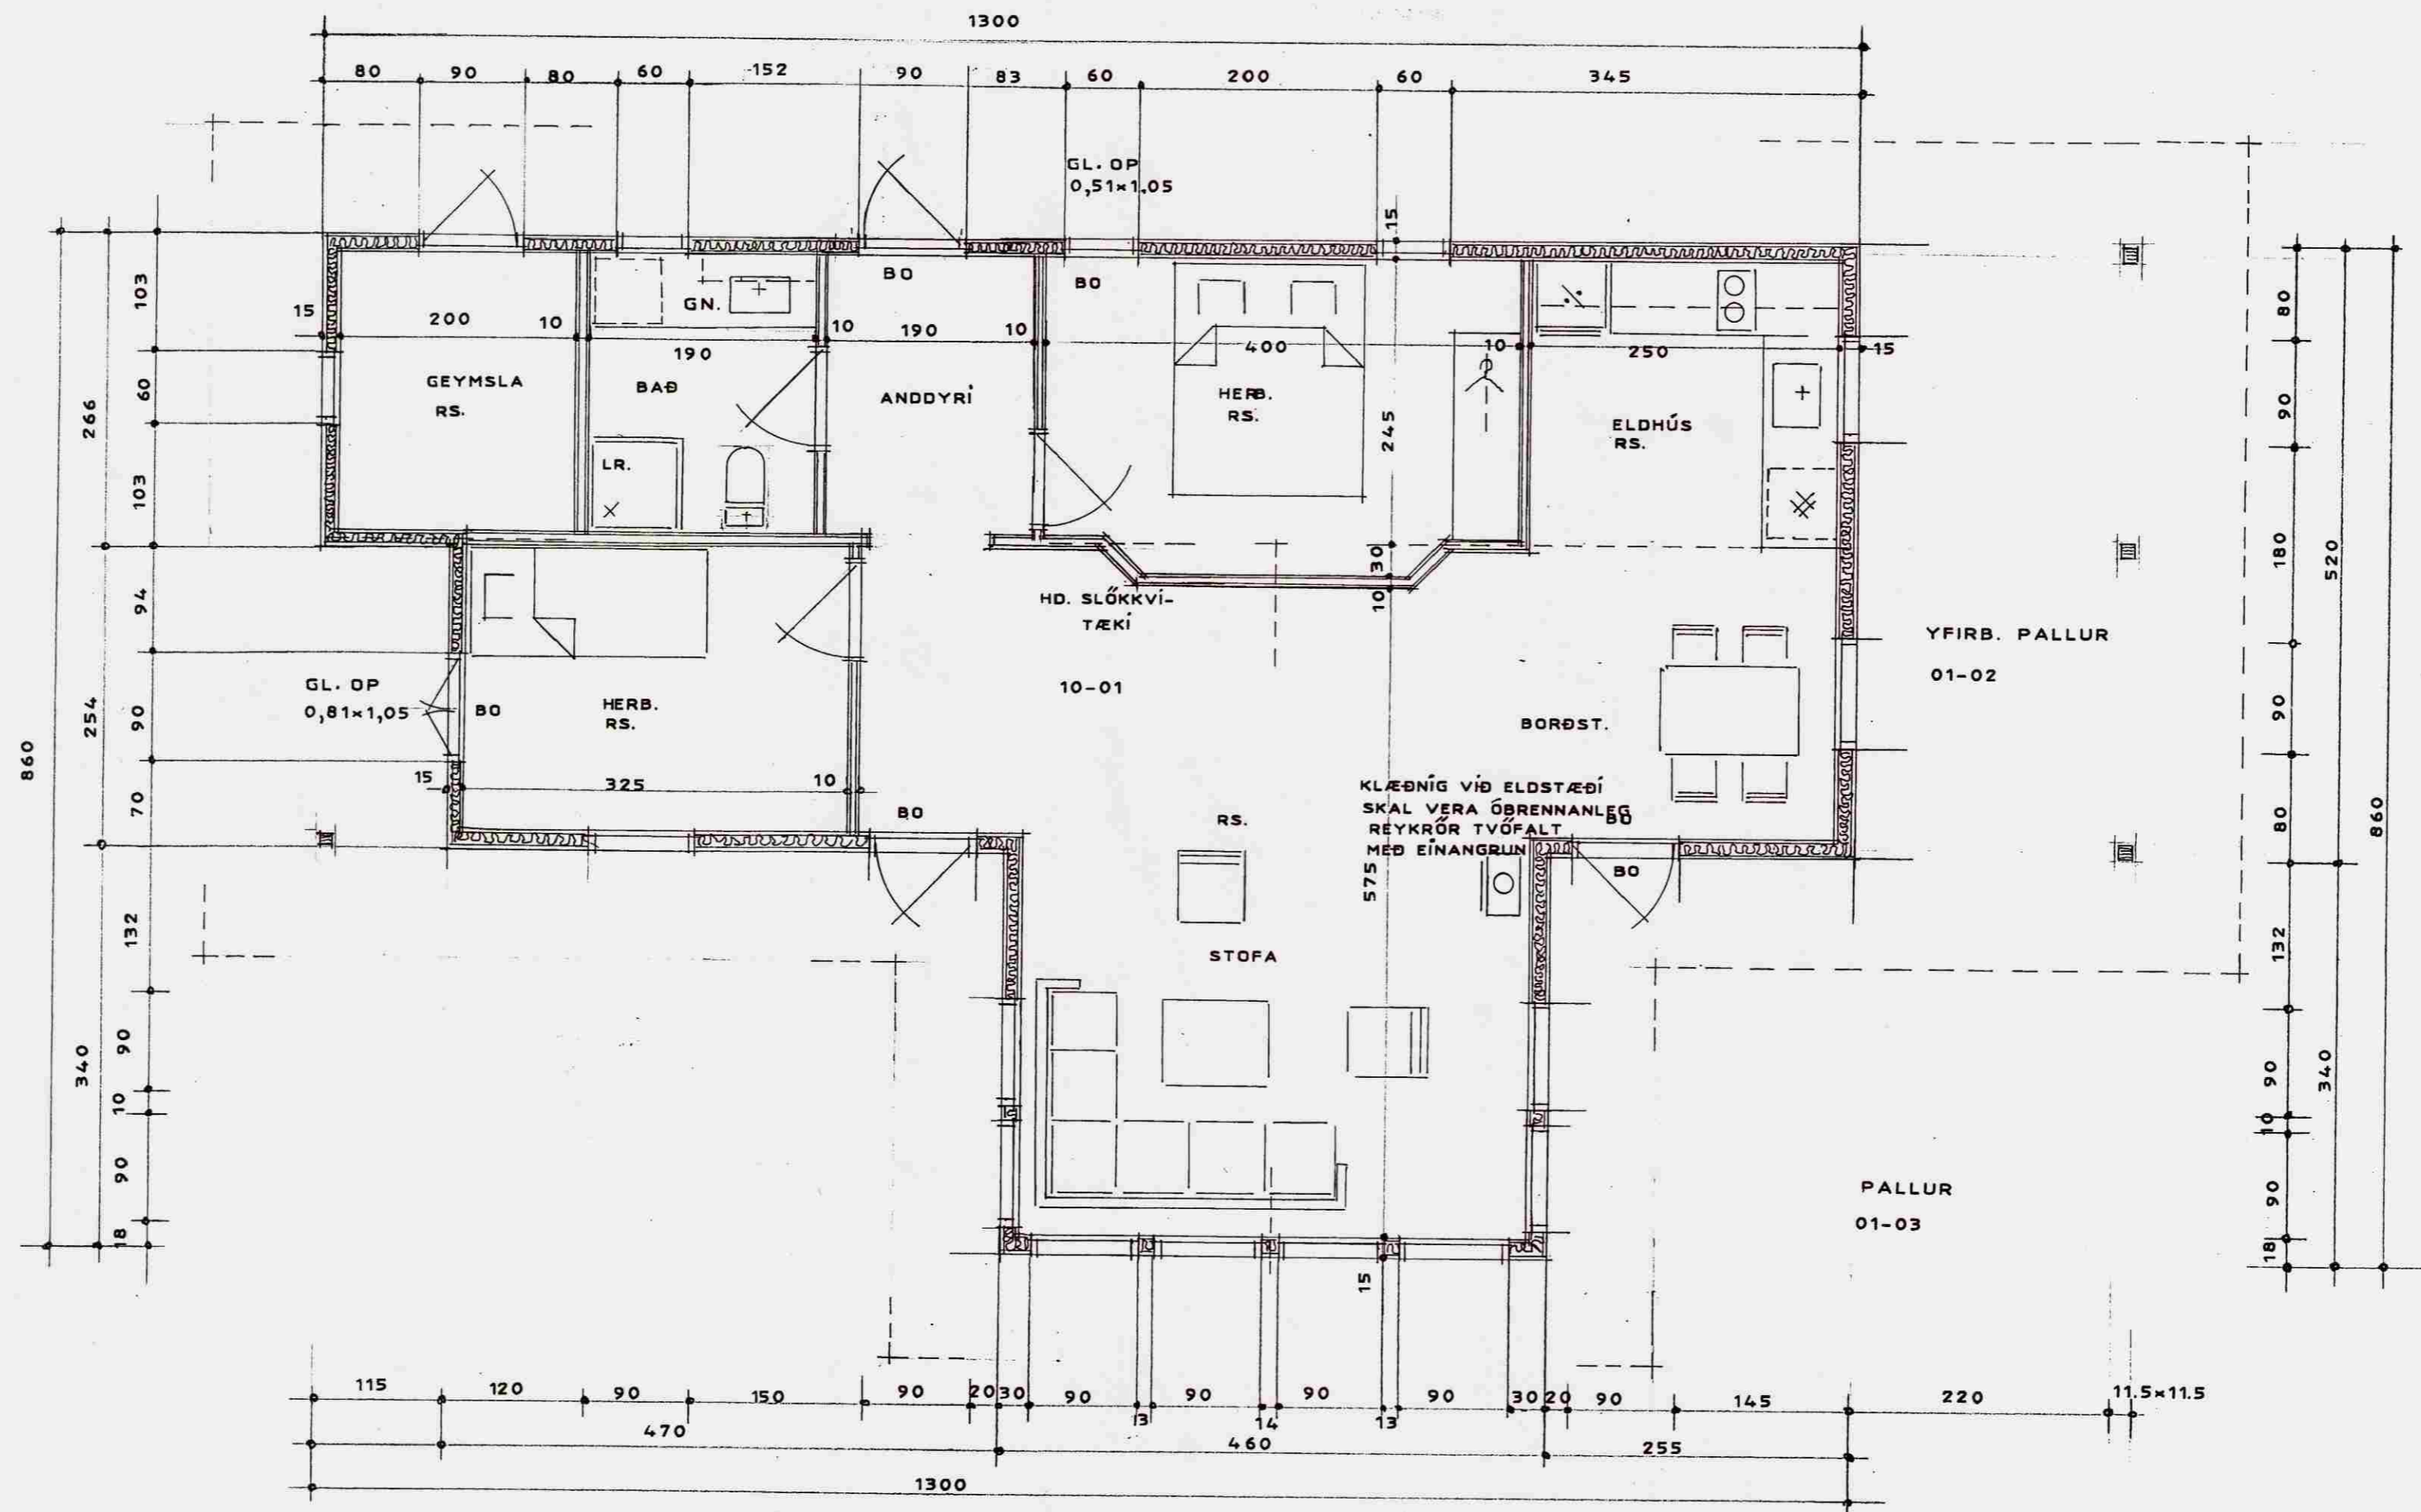 1300
80 90 80 60 152 90 83 60 200 60 345
GL. OP
0,51×1,05
15
BO
BO
GN.
15 200 10 190 10 190 10 400 10 250 15
GEYMSLA
RS.
BAÐ
ANDDYRÍ
HERB.
RS.
245
ELDHÚS
RS.
LR.
30
10
HD. SLÖKKVÍ-
TÆKÍ
10-01
YFIRB. PALLUR
01-02
GL. OP
0,81×1,05
BO
HERB.
RS.
BORÐST.
15 325 10
BO
RS.
KLÆÐNÍG VÍÐ ELDSTÆÐÍ
SKAL VERA ÓBRENNANLEG
BO
REYKRÖR TVÖFALT
MEÐ EÍNANGRUN
BO
575
STOFA
PALLUR
01-03
15
103
60
103
94
90
70
132
90
10
90
18
266
254
340
860
80
90
180
90
80
132
90
10
90
18
520
340
860
115 120 90 150 90 20 30 90 13 90 14 90 13 90 30 20 90 145 220 11.5×11.5
470 460 255
1300